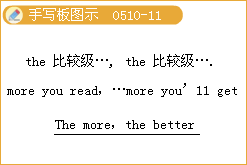 手写板图示 0510-11
the 比较级…, the 比较级….
more you read, …more you'll get
The more, the better